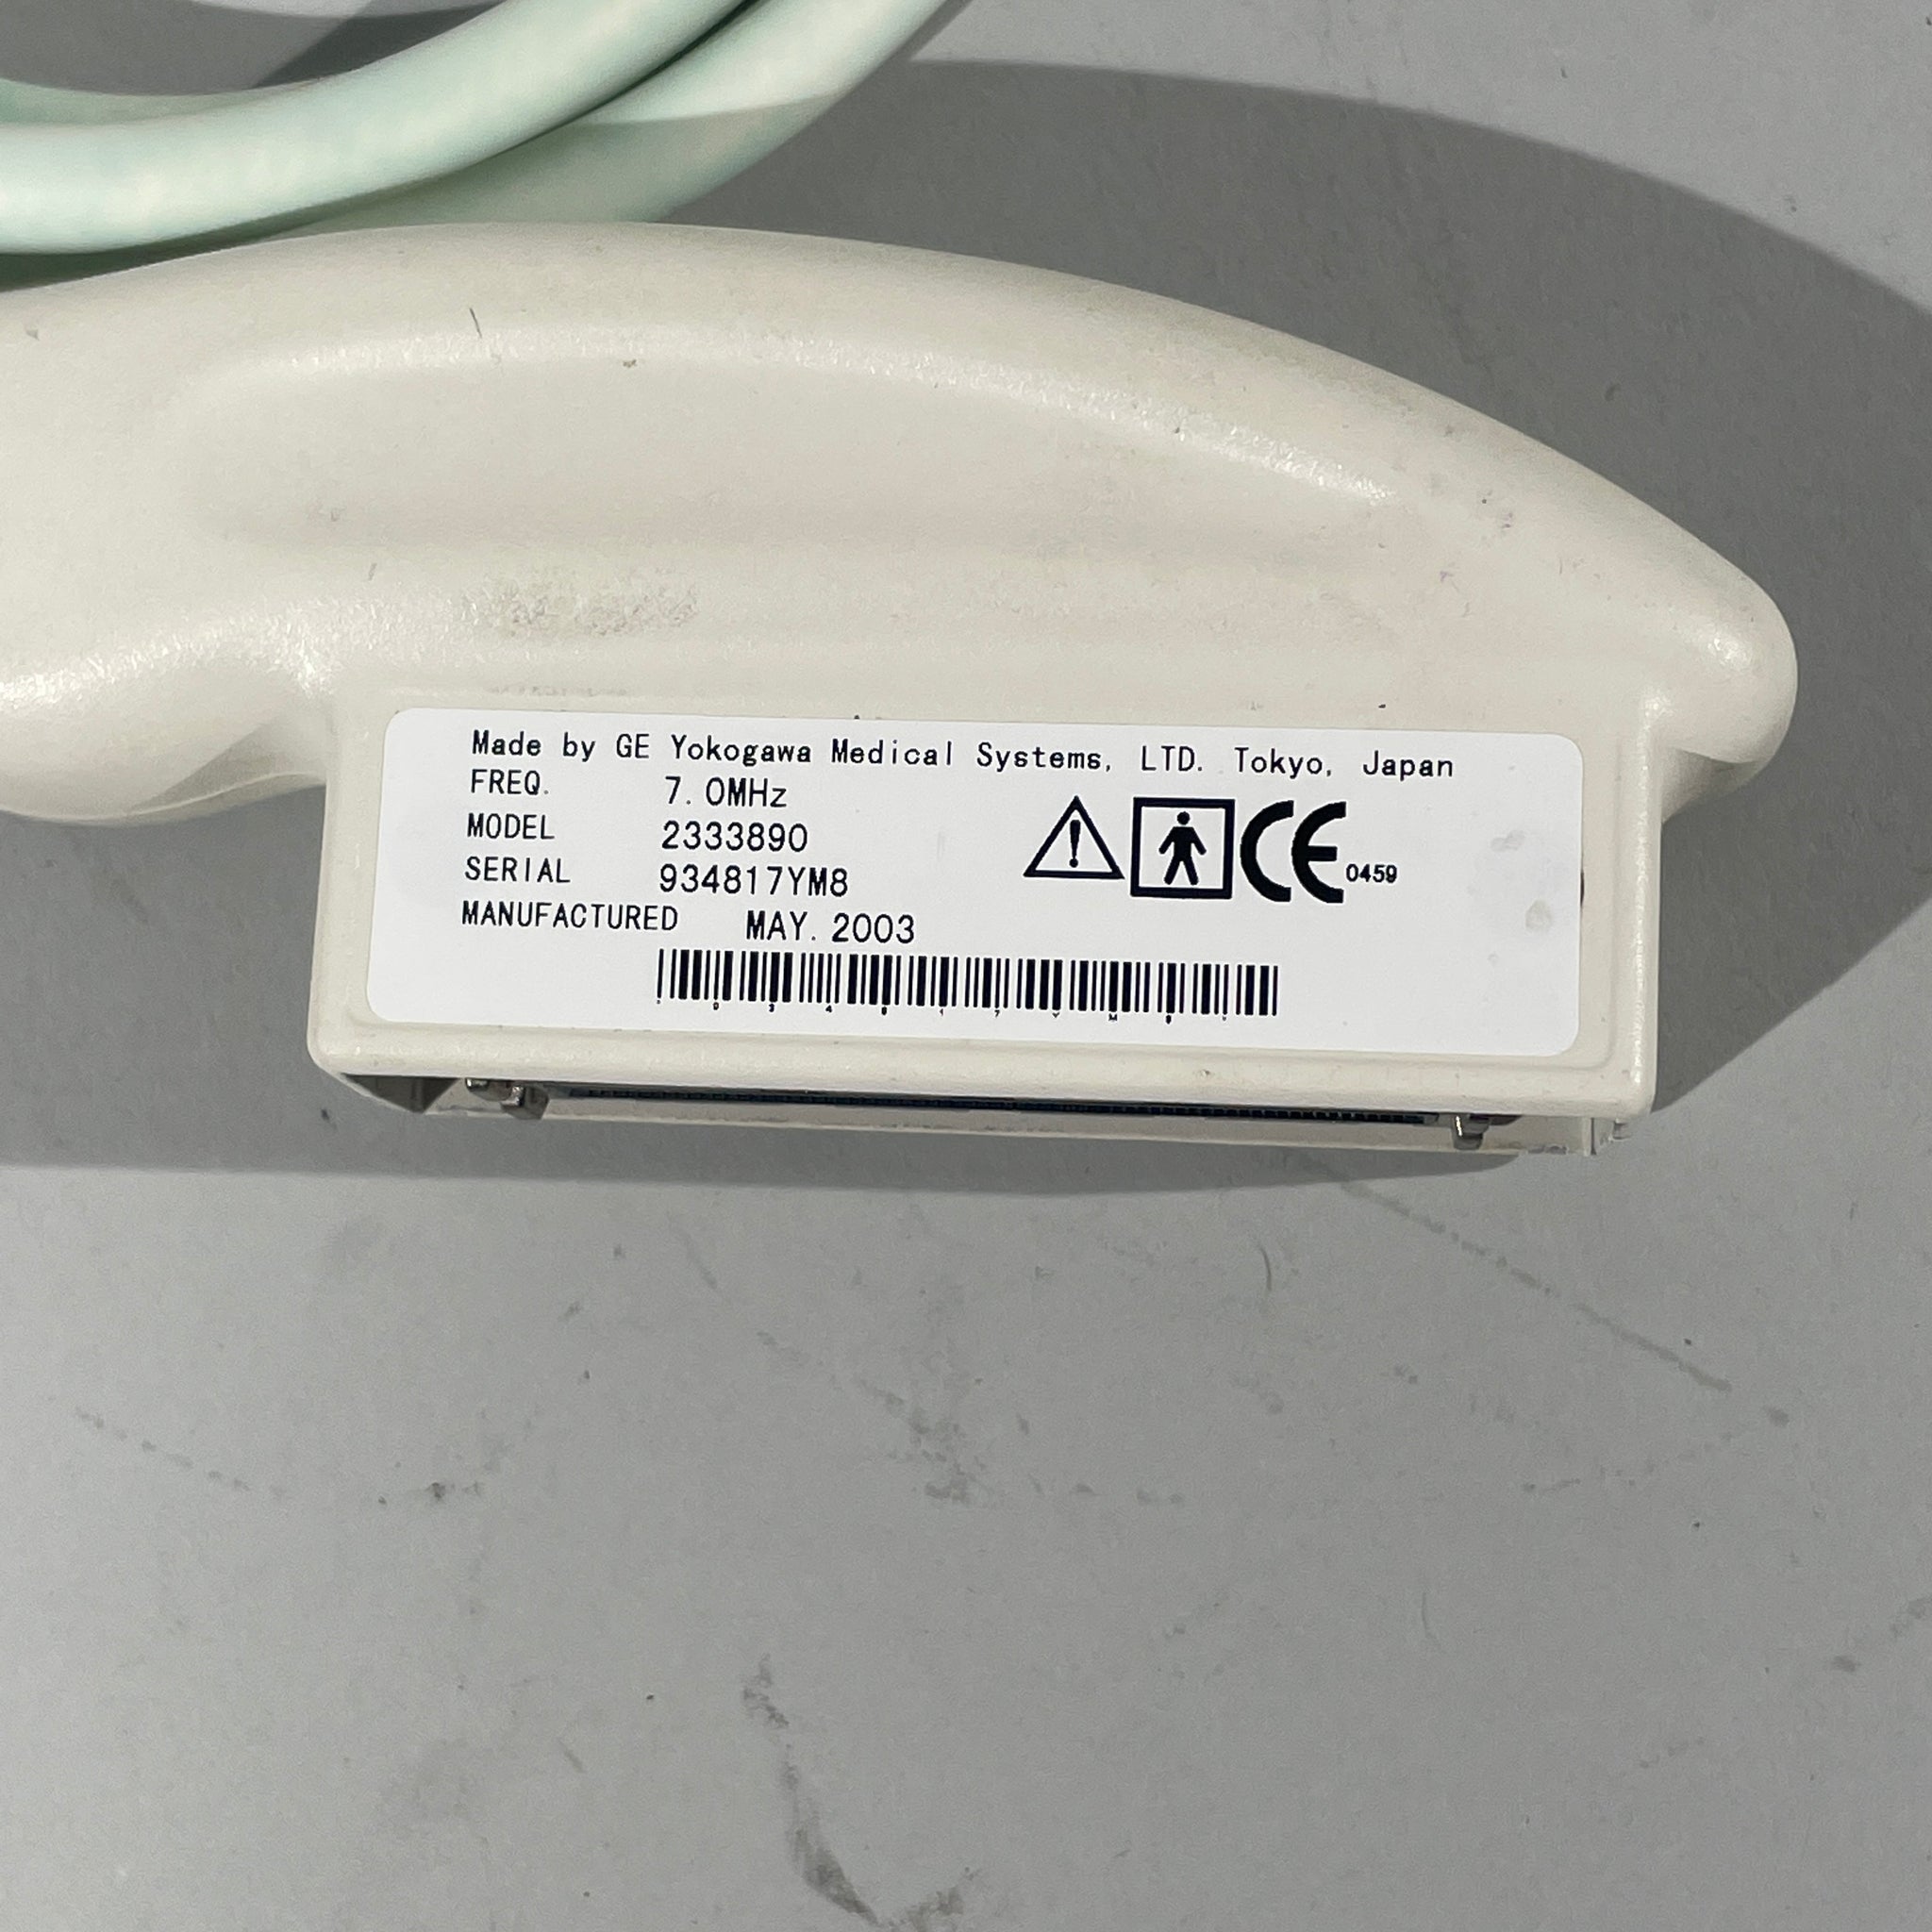 Made by GE Yokogawa Medical Systems, LTD. Tokyo, Japan
FREQ. 7.0MHz
MODEL 2333890
SERIAL 934817YM8
MANUFACTURED MAY. 2003
CE 0459